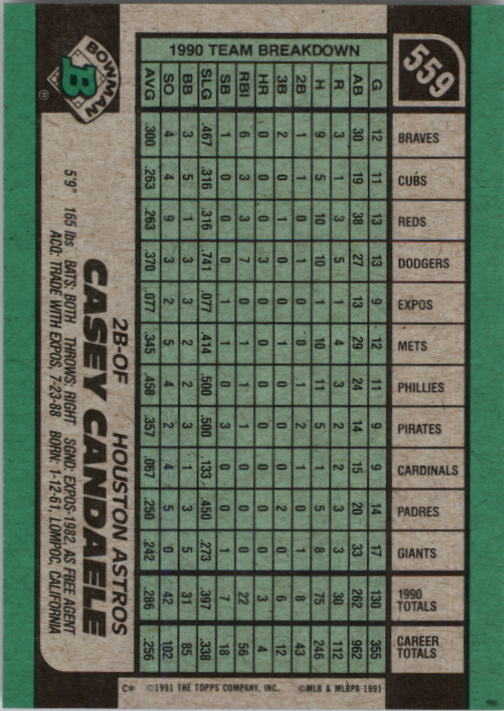 559
1990 TEAM BREAKDOWN
G AB R H 2B 3B HR RBI SB SLG BB SO AVG
BRAVES 12 30 3 9 1 2 0 6 1 .467 3 4 .300
CUBS 11 19 1 5 1 0 0 3 0 .316 5 4 .263
REDS 13 38 3 10 0 1 0 3 0 .316 1 9 .263
DODGERS 13 27 5 10 1 0 3 7 0 .741 3 3 .370
EXPOS 9 13 1 1 0 0 0 0 1 .077 3 2 .077
METS 12 29 4 10 0 1 0 1 1 .414 2 5 .345
PHILLIES 11 24 3 11 1 0 0 1 0 .500 2 4 .458
PIRATES 9 14 2 5 2 0 0 1 3 .500 3 2 .357
CARDINALS 9 15 2 1 1 0 0 0 0 .133 1 4 .067
PADRES 14 20 3 5 0 2 0 0 0 .450 3 5 .250
GIANTS 17 33 3 8 1 0 0 0 1 .273 5 0 .242
1990 TOTALS 130 262 30 75 8 6 3 22 7 .397 31 42 .286
CAREER TOTALS 355 962 112 246 43 12 4 56 18 .338 85 102 .256
BOWMAN
B
2B-OF HOUSTON ASTROS
CASEY CANDAELE
5'9" 165 lbs BATS: BOTH THROWS: RIGHT SGND: EXPOS-1982, AS FREE AGENT
ACQ: TRADE WITH EXPOS, 7-23-88 BORN: 1-12-61, LOMPOC, CALIFORNIA
C* ©1991 THE TOPPS COMPANY, INC. ©MLB & MLBPA 1991